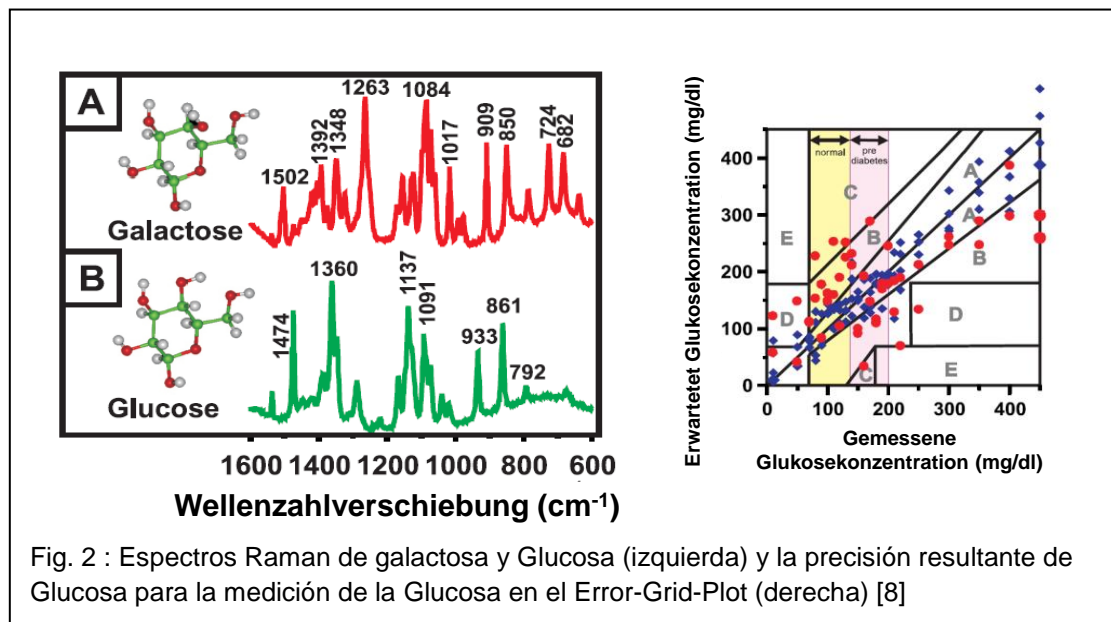 A
1502
1392
1348
1263
1084
1017
909
850
724
682
Galactose
B
1474
1360
1137
1091
933
861
792
Glucose
1600 1400 1200 1000 800 600
Wellenzahlverschiebung (cm-1)
Erwartetet Glukosekonzentration (mg/dl)
400
300
200
100
0
normal
pre
diabetes
E
C
B
A
A
B
D
D
C
E
0 100 200 300 400
Gemessene
Glukosekonzentration (mg/dl)
Fig. 2 : Espectros Raman de galactosa y Glucosa (izquierda) y la precisión resultante de
Glucosa para la medición de la Glucosa en el Error-Grid-Plot (derecha) [8]